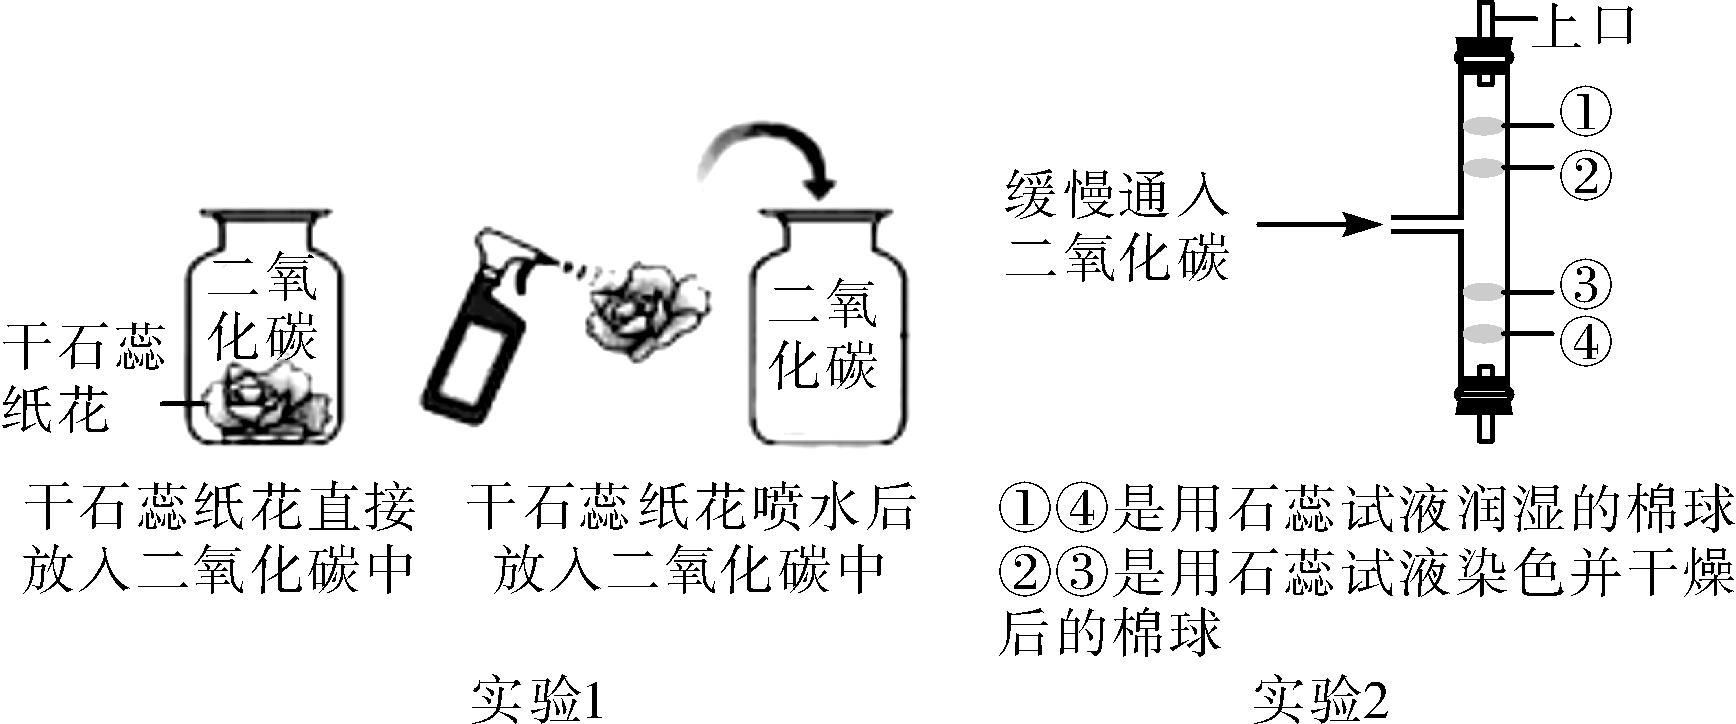 二氧
化碳
干石蕊
纸花
干石蕊纸花直接
放入二氧化碳中
二氧
化碳
干石蕊纸花喷水后
放入二氧化碳中
实验1
上口
①
②
缓慢通入
二氧化碳
③
④
①④是用石蕊试液润湿的棉球
②③是用石蕊试液染色并干燥
后的棉球
实验2